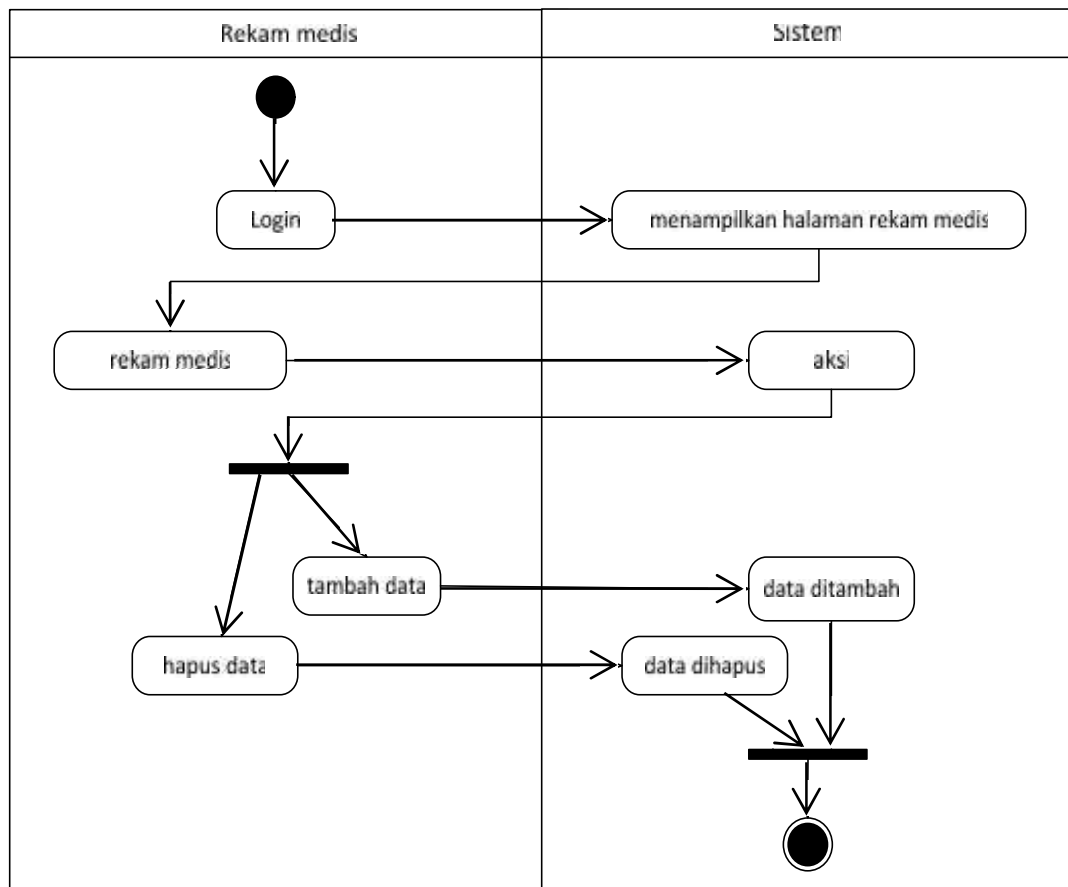 Rekam medis
Sistem
Login
menampilkan halaman rekam medis
rekam medis
aksi
tambah data
data ditambah
hapus data
data dihapus